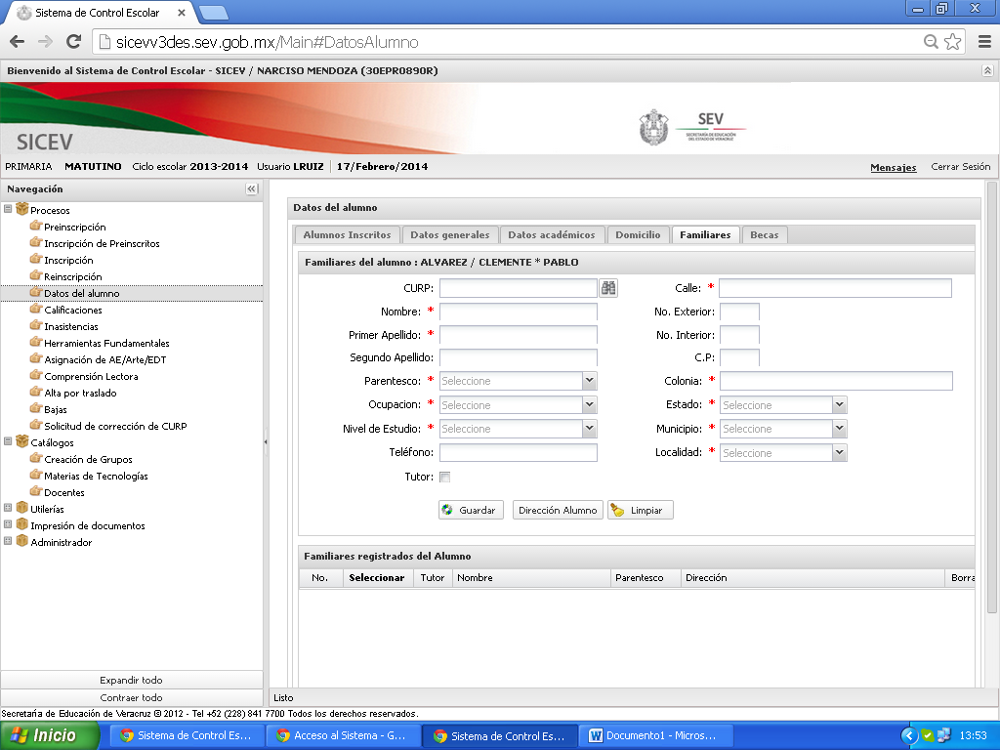 Sistema de Control Escolar
sicevv3des.sev.gob.mx/Main#DatosAlumno
Bienvenido al Sistema de Control Escolar - SICEV / NARCISO MENDOZA (30EPR0890R)
SICEV
SEV
SECRETARÍA DE EDUCACIÓN
DEL ESTADO DE VERACRUZ
PRIMARIA MATUTINO Ciclo escolar 2013-2014 Usuario LRUIZ 17/Febrero/2014 Mensajes Cerrar Sesión
Navegación
Procesos
Preinscripción
Inscripción de Preinscritos
Inscripción
Reinscripción
Datos del alumno
Calificaciones
Inasistencias
Herramientas Fundamentales
Asignación de AE/Arte/EDT
Comprensión Lectora
Alta por traslado
Bajas
Solicitud de corrección de CURP
Catálogos
Creación de Grupos
Materias de Tecnologías
Docentes
Utilerías
Impresión de documentos
Administrador
Expandir todo
Contraer todo
Datos del alumno
Alumnos Inscritos Datos generales Datos académicos Domicilio Familiares Becas
Familiares del alumno : ALVAREZ / CLEMENTE * PABLO
CURP: Calle: *
Nombre: * No. Exterior:
Primer Apellido: * No. Interior:
Segundo Apellido: C.P:
Parentesco: * Seleccione Colonia: *
Ocupacion: * Seleccione Estado: * Seleccione
Nivel de Estudio: * Seleccione Municipio: * Seleccione
Teléfono: Localidad: * Seleccione
Tutor:
Guardar Dirección Alumno Limpiar
Familiares registrados del Alumno
No. Seleccionar Tutor Nombre Parentesco Dirección Borra
Listo
Secretaría de Educación de Veracruz © 2012 - Tel +52 (228) 841 7700 Todos los derechos reservados.
Inicio Sistema de Control Es... Acceso al Sistema - G... Sistema de Control Es... Documento1 - Micros... 13:53